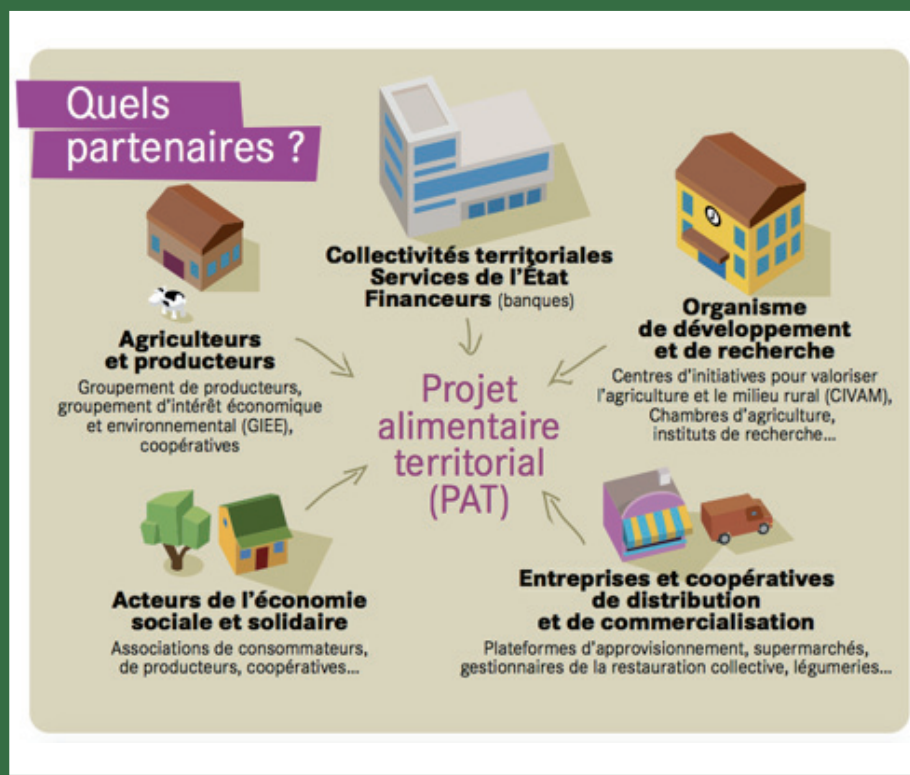 Quels
partenaires ?
Collectivités territoriales
Services de l'État
Financeurs (banques)
Agriculteurs
et producteurs
Groupement de producteurs,
groupement d'intérêt économique
et environnemental (GIEE),
coopératives
Organisme
de développement
et de recherche
Centres d'initiatives pour valoriser
l'agriculture et le milieu rural (CIVAM),
Chambres d'agriculture,
instituts de recherche...
Projet
alimentaire
territorial
(PAT)
Acteurs de l'économie
sociale et solidaire
Associations de consommateurs,
de producteurs, coopératives...
Entreprises et coopératives
de distribution
et de commercialisation
Plateformes d'approvisionnement, supermarchés,
gestionnaires de la restauration collective, légumeries...